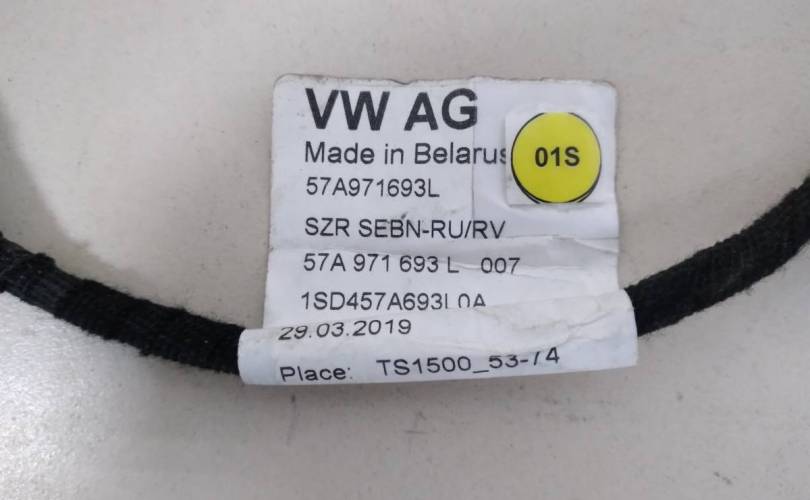 VW AG
Made in Belarus
01S
57A971693L
SZR SEBN-RU/RV
57A 971 693 L 007
1SD457A693L0A
29.03.2019
Place: TS1500_53-74